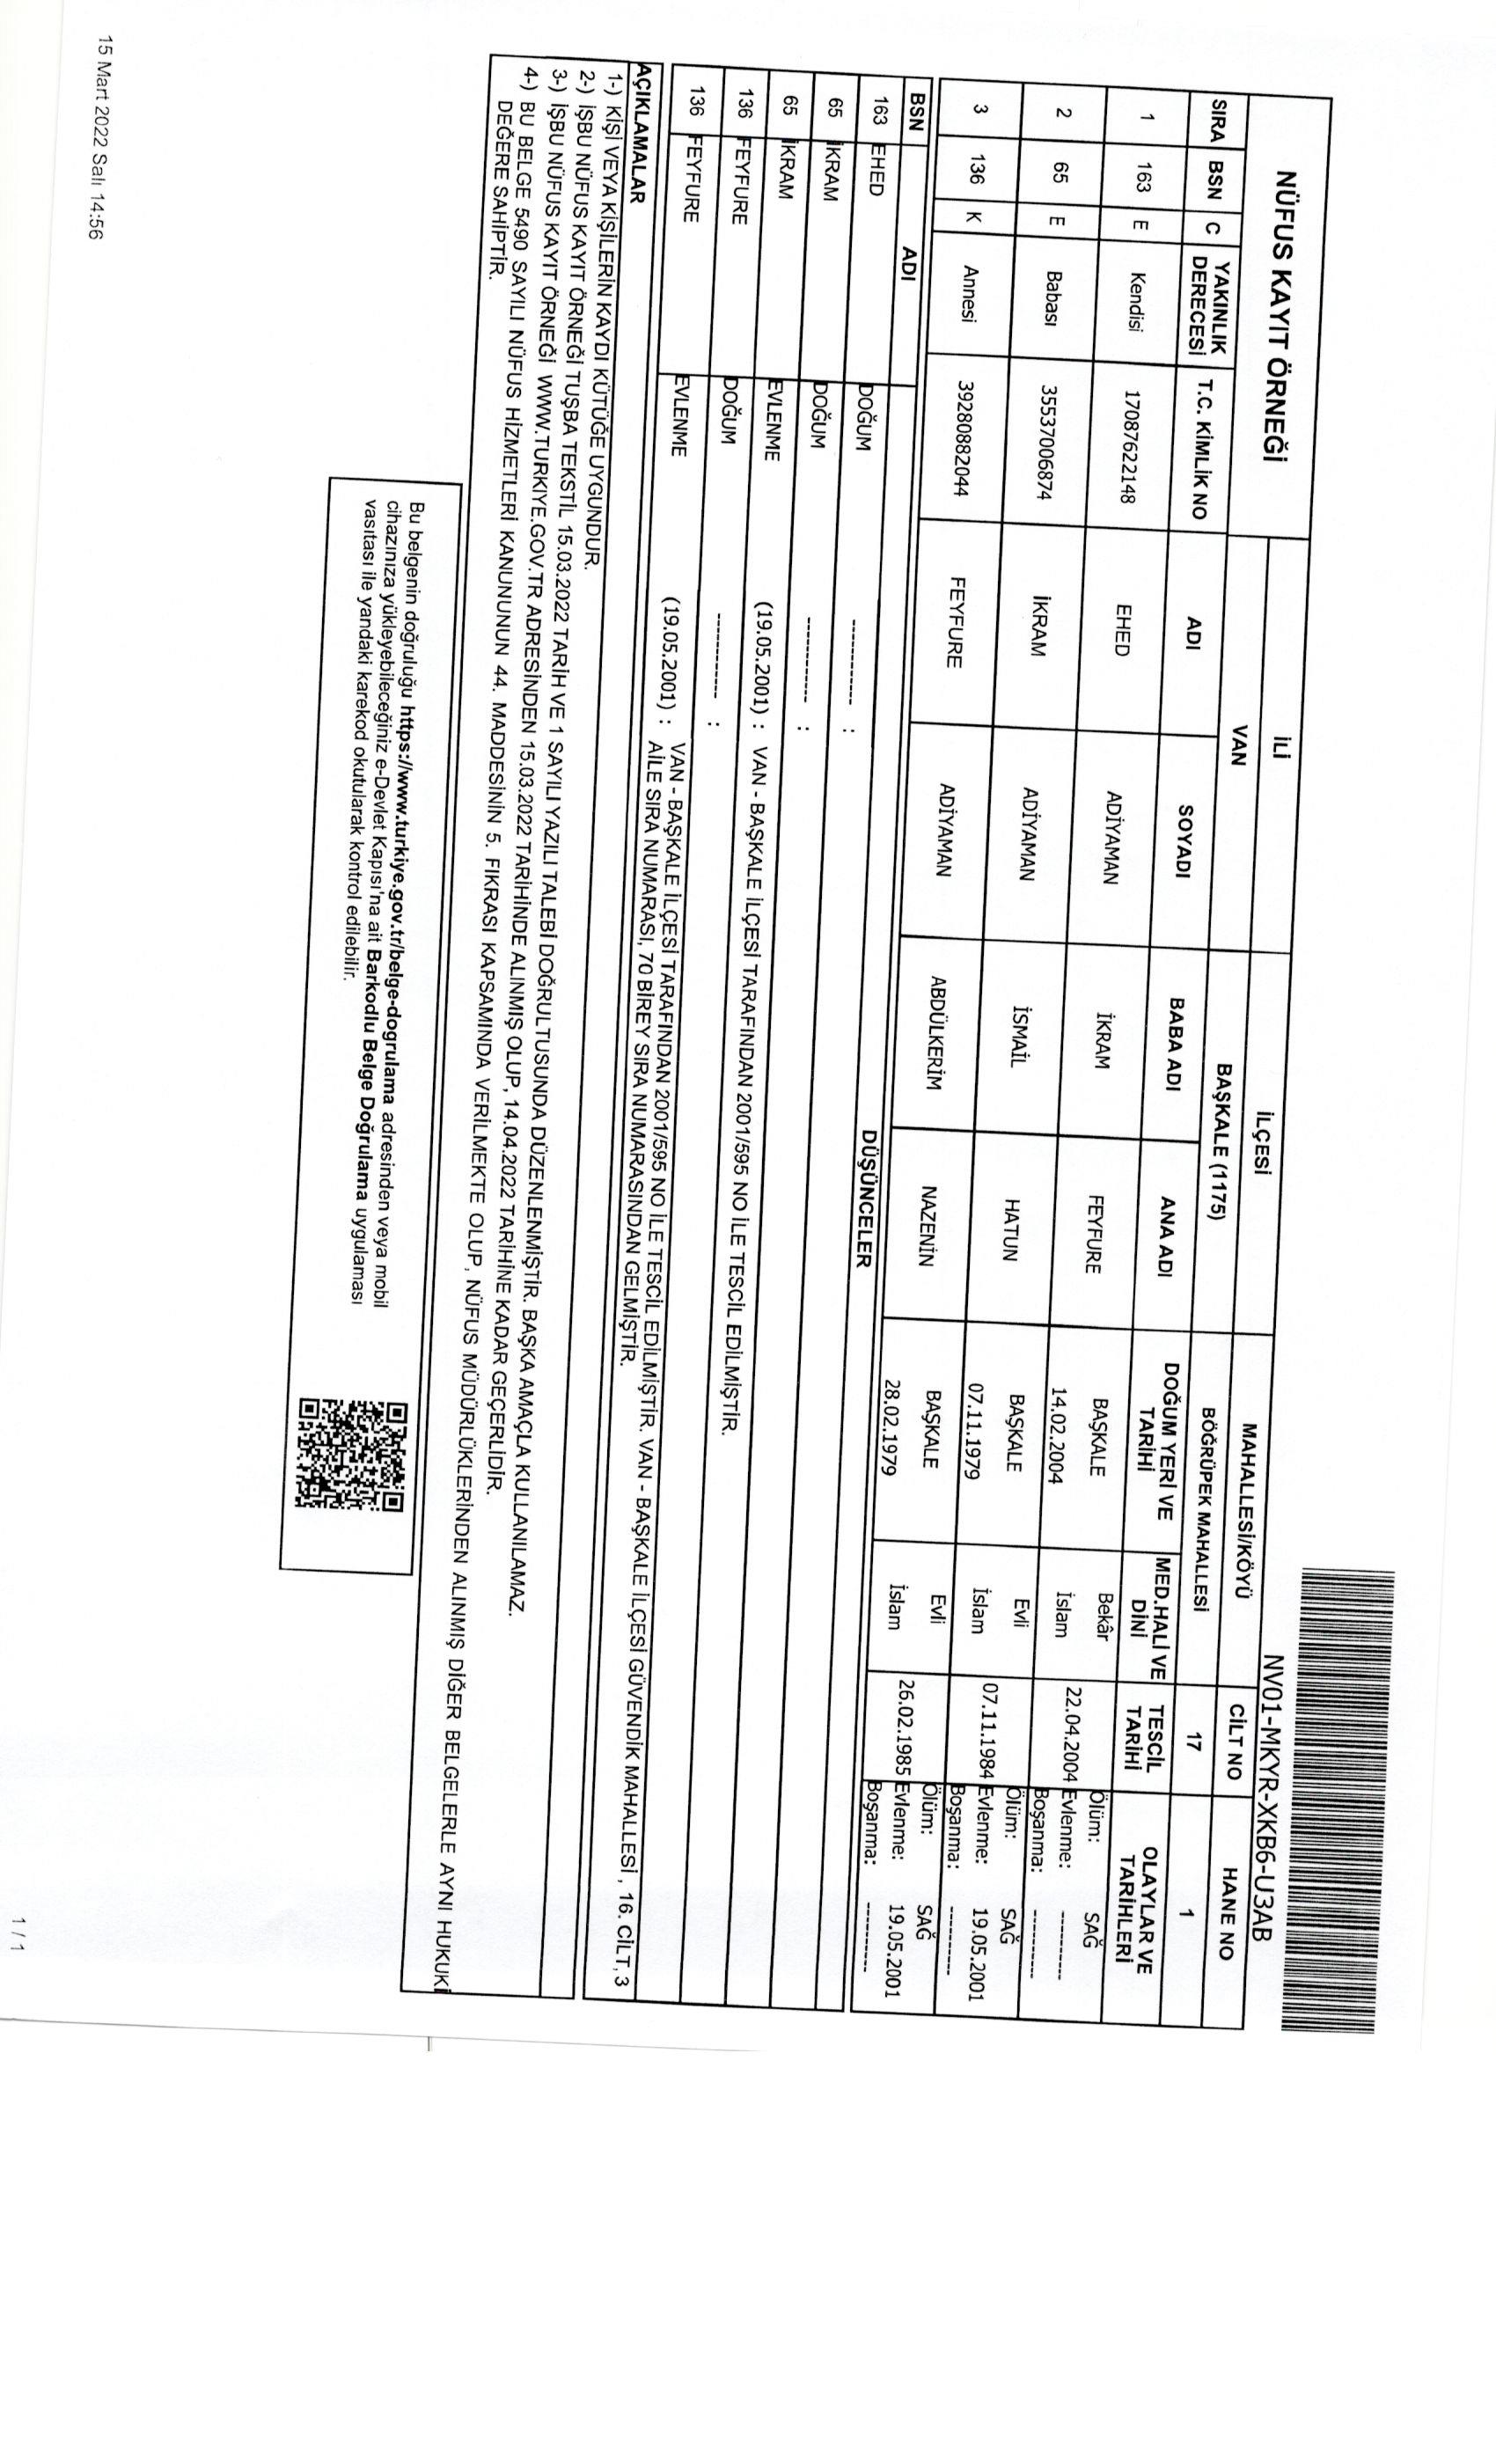 NV01-MKYR-XKB6-U3AB
NÜFUS KAYIT ÖRNEĞİ
İLİ İLÇESİ MAHALLESİ/KÖYÜ CİLT NO HANE NO
VAN BAŞKALE (1175) BÖĞRÜPEK MAHALLESİ 17 1
SIRA BSN C YAKINLIK DERECESİ T.C. KİMLİK NO ADI SOYADI BABA ADI ANA ADI DOĞUM YERİ VE TARİHİ MED.HALİ VE DİNİ TESCİL TARİHİ OLAYLAR VE TARİHLERİ
1 163 E Kendisi 17087622148 EHED ADİYAMAN İKRAM FEYFURE BAŞKALE 14.02.2004 Bekâr İslam 22.04.2004 Ölüm: SAĞ Evlenme: ---------- Boşanma: ----------
2 65 E Babası 35537006874 İKRAM ADİYAMAN İSMAİL HATUN BAŞKALE 07.11.1979 Evli İslam 07.11.1984 Ölüm: SAĞ Evlenme: 19.05.2001 Boşanma: ----------
3 136 K Annesi 39280882044 FEYFURE ADİYAMAN ABDÜLKERİM NAZENİN BAŞKALE 28.02.1979 Evli İslam 26.02.1985 Ölüm: SAĞ Evlenme: 19.05.2001 Boşanma: ----------
BSN ADI DÜŞÜNCELER
163 EHED DOĞUM ------------ :
65 İKRAM DOĞUM ------------ :
65 İKRAM EVLENME (19.05.2001) : VAN - BAŞKALE İLÇESİ TARAFINDAN 2001/595 NO İLE TESCİL EDİLMİŞTİR.
136 FEYFURE DOĞUM ------------ :
136 FEYFURE EVLENME (19.05.2001) : VAN - BAŞKALE İLÇESİ TARAFINDAN 2001/595 NO İLE TESCİL EDİLMİŞTİR. VAN - BAŞKALE İLÇESİ GÜVENDİK MAHALLESİ , 16. CİLT, 3
AİLE SIRA NUMARASI, 70 BİREY SIRA NUMARASINDAN GELMİŞTİR.
AÇIKLAMALAR
1-) KİŞİ VEYA KİŞİLERİN KAYDI KÜTÜĞE UYGUNDUR.
2-) İŞBU NÜFUS KAYIT ÖRNEĞİ TUŞBA TEKSTİL 15.03.2022 TARİH VE 1 SAYILI YAZILI TALEBİ DOĞRULTUSUNDA DÜZENLENMİŞTİR. BAŞKA AMAÇLA KULLANILAMAZ.
3-) İŞBU NÜFUS KAYIT ÖRNEĞİ WWW.TURKIYE.GOV.TR ADRESİNDEN 15.03.2022 TARİHİNDE ALINMIŞ OLUP, 14.04.2022 TARİHİNE KADAR GEÇERLİDİR.
4-) BU BELGE 5490 SAYILI NÜFUS HİZMETLERİ KANUNUNUN 44. MADDESİNİN 5. FIKRASI KAPSAMINDA VERİLMEKTE OLUP, NÜFUS MÜDÜRLÜKLERİNDEN ALINMIŞ DİĞER BELGELERLE AYNI HUKUKİ
DEĞERE SAHİPTİR.
Bu belgenin doğruluğu https://www.turkiye.gov.tr/belge-dogrulama adresinden veya mobil
cihazınıza yükleyebileceğiniz e-Devlet Kapısı'na ait Barkodlu Belge Doğrulama uygulaması
vasıtası ile yandaki karekod okutularak kontrol edilebilir.
15 Mart 2022 Salı 14:56
1 / 1